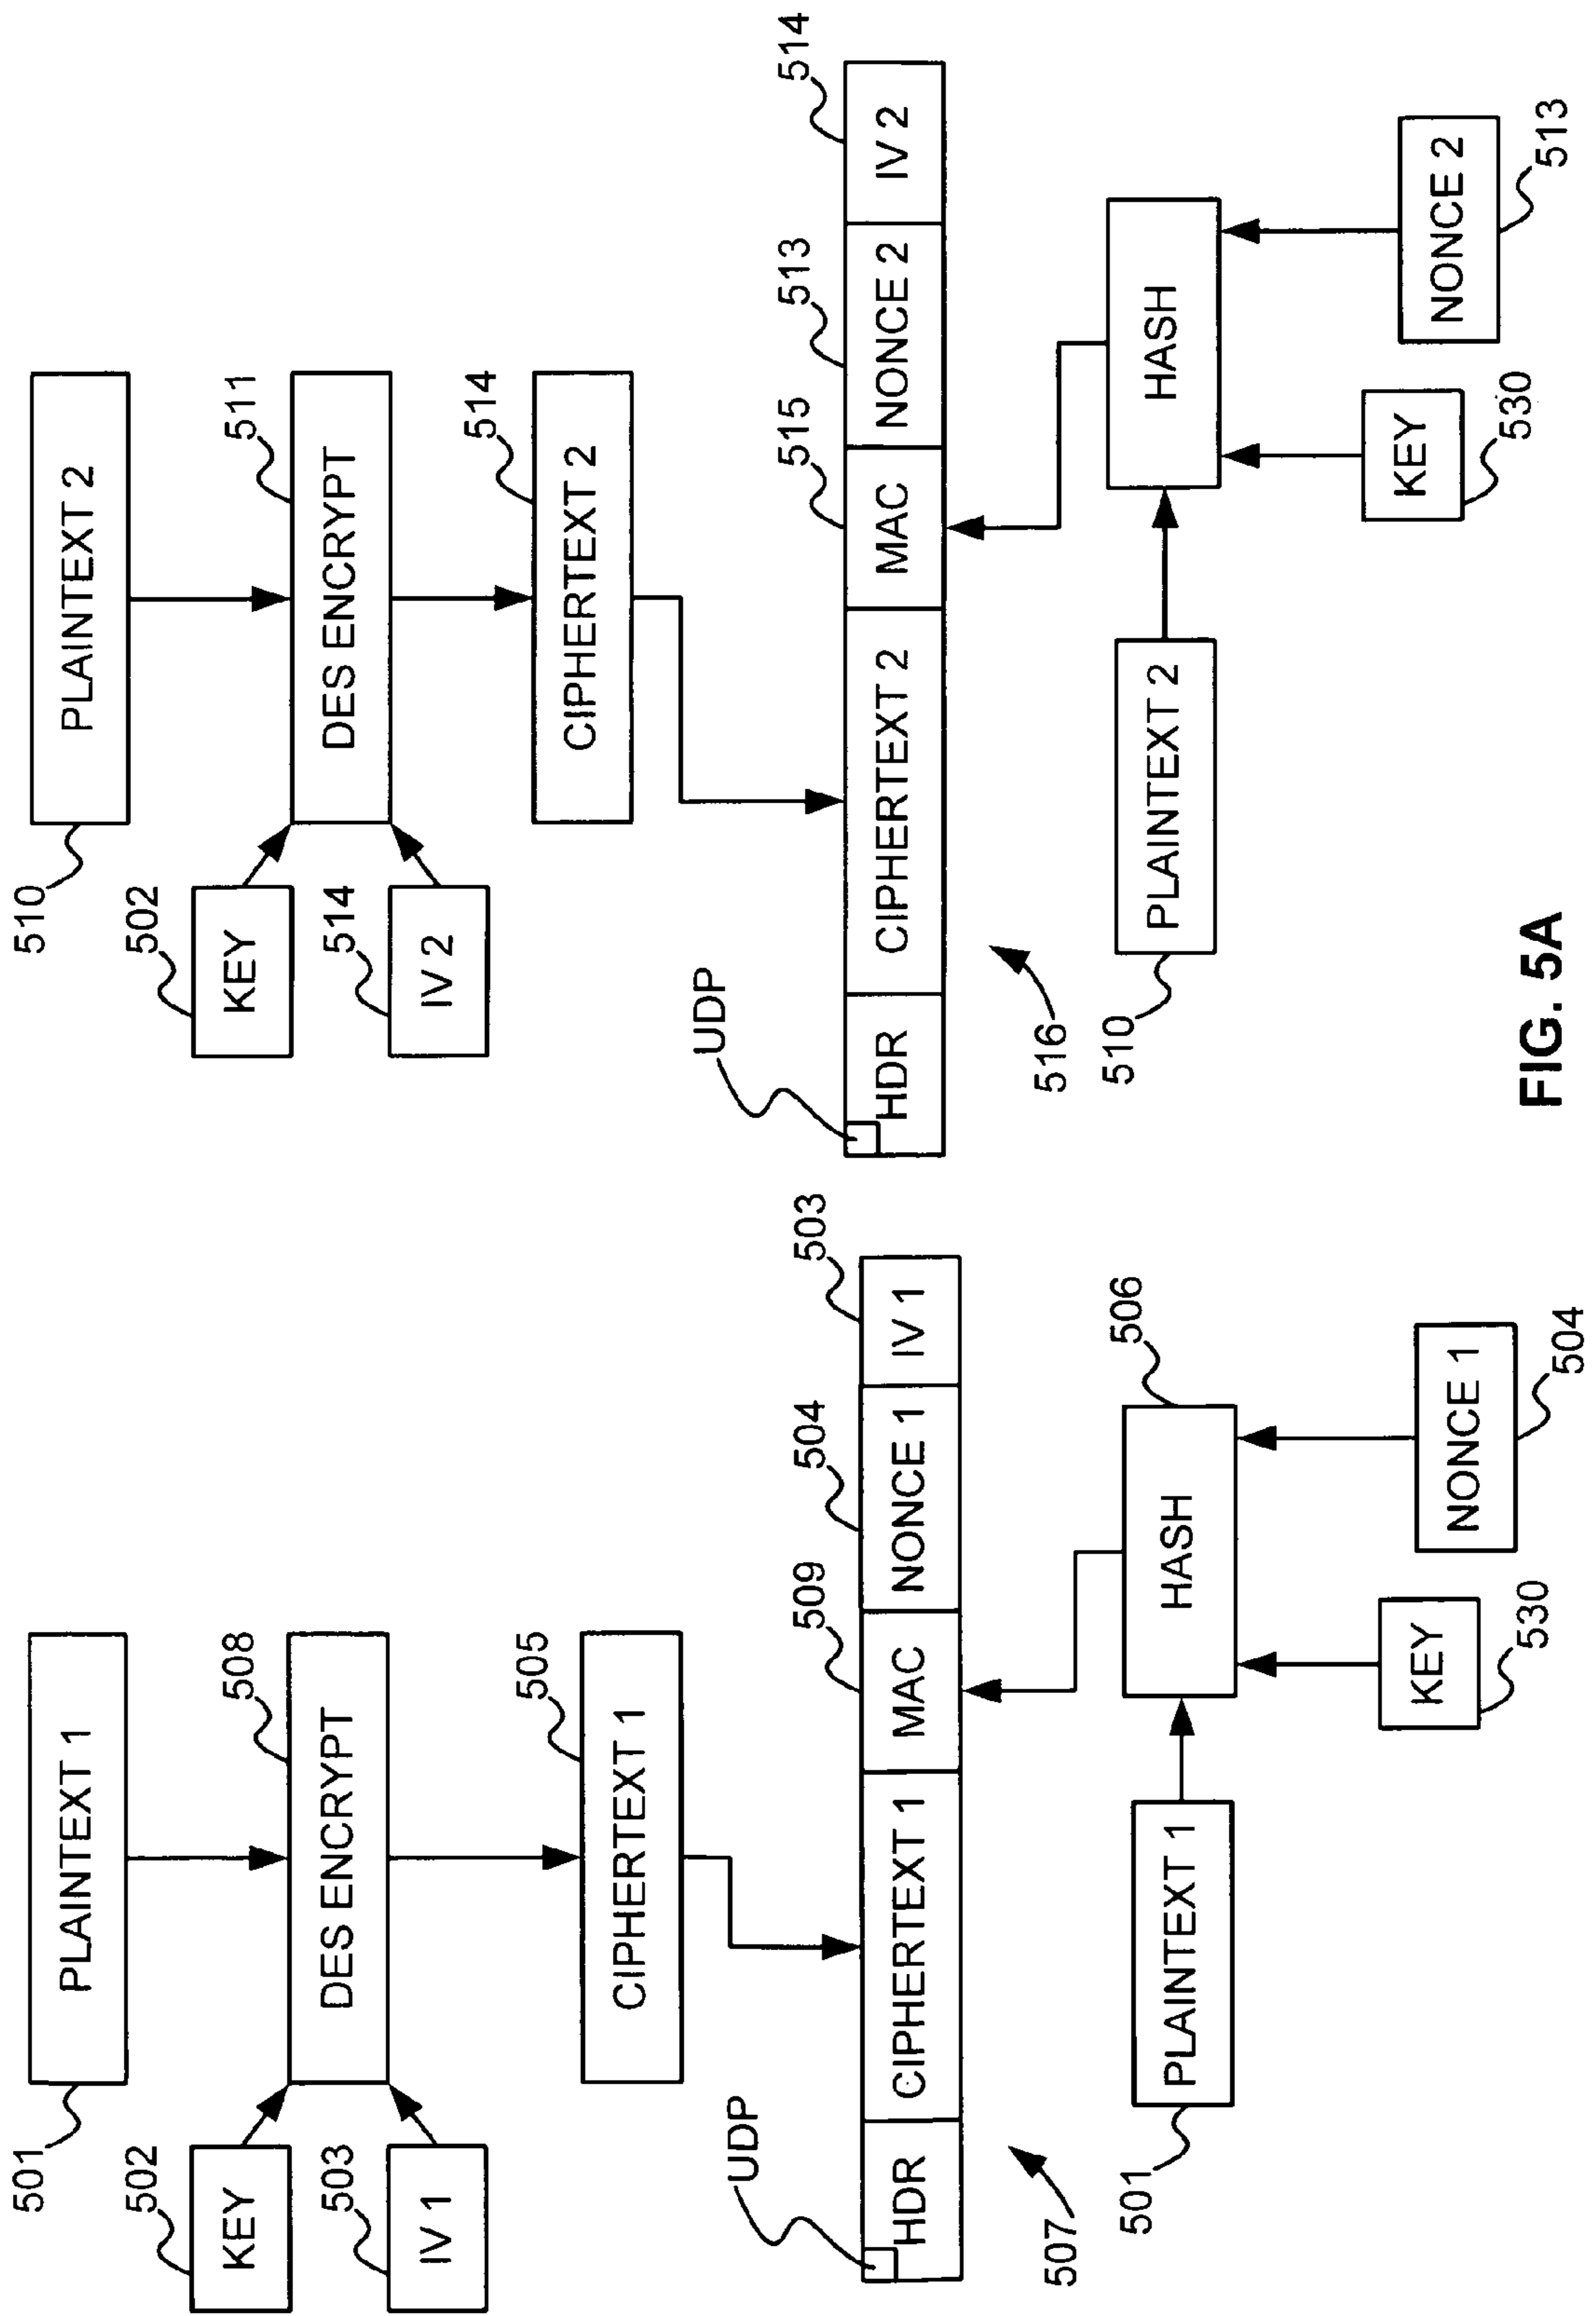 501
PLAINTEXT 1
502
KEY
508
DES ENCRYPT
503
IV 1
505
CIPHERTEXT 1
UDP
509
504
503
HDR
CIPHERTEXT 1
MAC
NONCE 1
IV 1
507
506
501
PLAINTEXT 1
HASH
KEY
530
NONCE 1
504
510
PLAINTEXT 2
502
KEY
511
DES ENCRYPT
514
IV 2
514
CIPHERTEXT 2
UDP
515
513
514
HDR
CIPHERTEXT 2
MAC
NONCE 2
IV 2
516
510
PLAINTEXT 2
HASH
KEY
530
NONCE 2
513
FIG. 5A